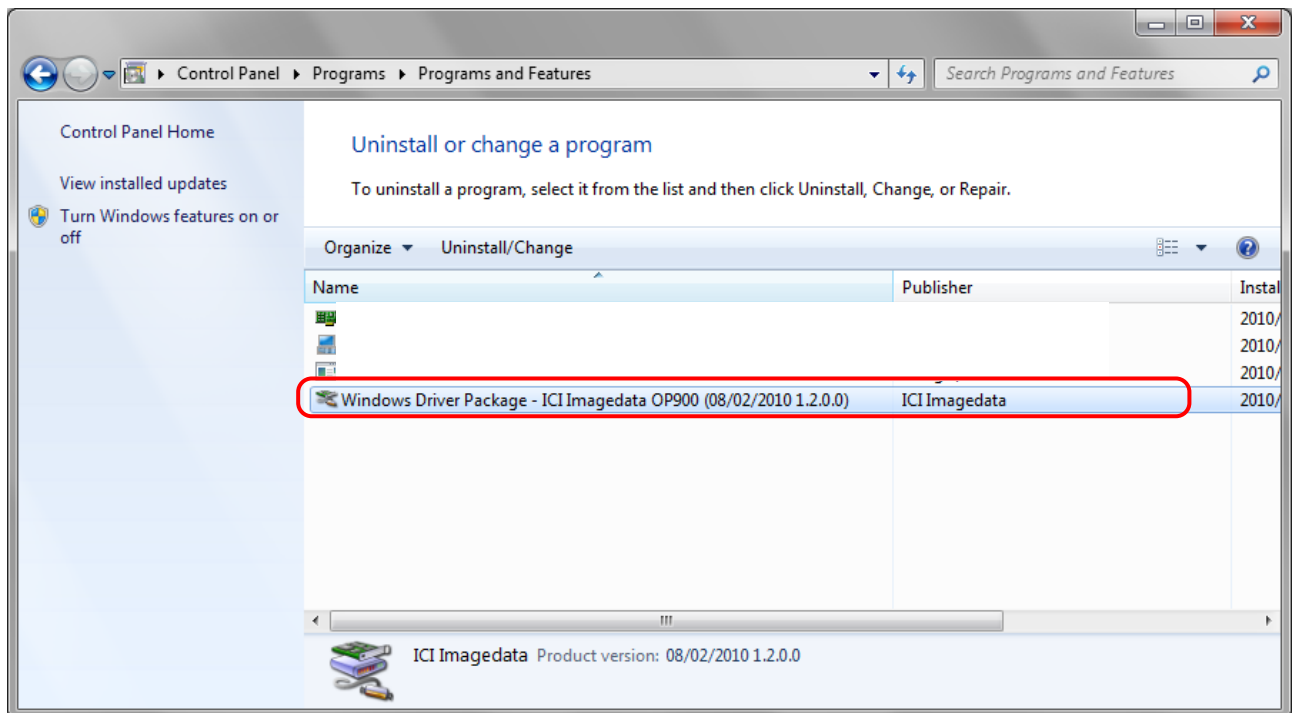 Control Panel ▸ Programs ▸ Programs and Features
Search Programs and Features
Control Panel Home
View installed updates
Turn Windows features on or
off
Uninstall or change a program
To uninstall a program, select it from the list and then click Uninstall, Change, or Repair.
Organize Uninstall/Change
Name Publisher Instal
2010/
2010/
2010/
Windows Driver Package - ICI Imagedata OP900 (08/02/2010 1.2.0.0) ICI Imagedata 2010/
ICI Imagedata Product version: 08/02/2010 1.2.0.0